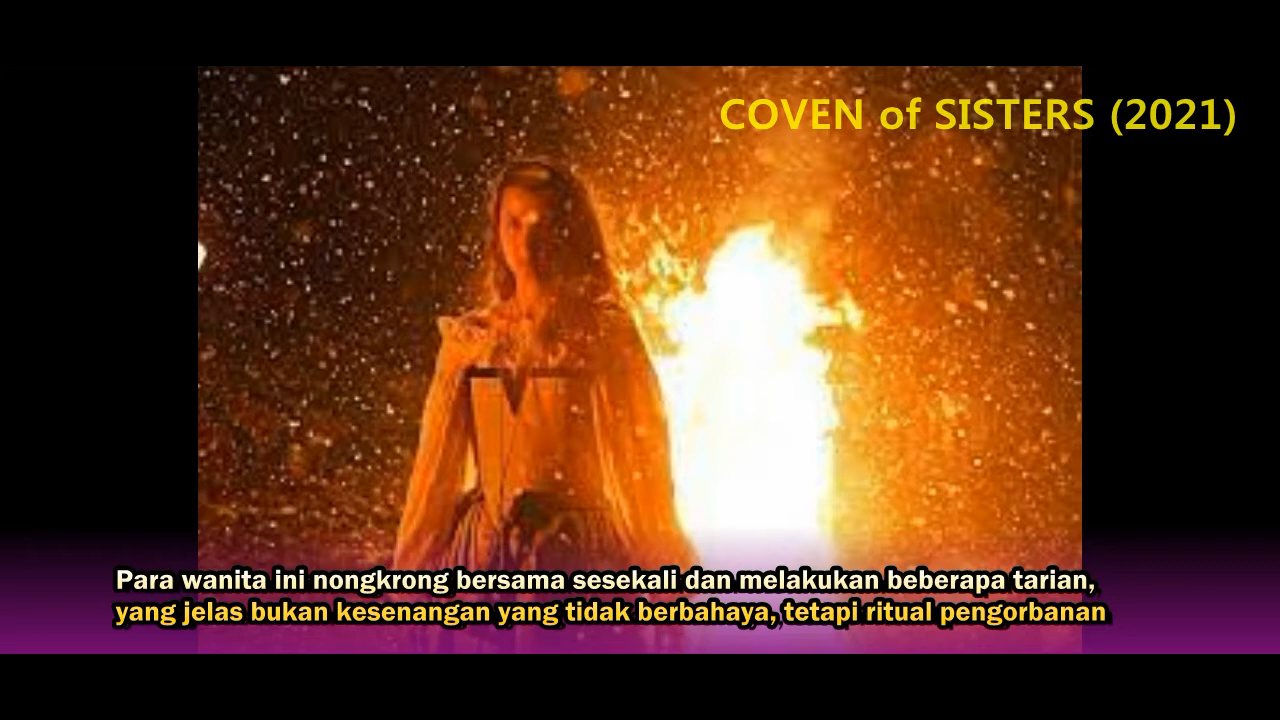 COVEN of SISTERS (2021)
Para wanita ini nongkrong bersama sesekali dan melakukan beberapa tarian,
yang jelas bukan kesenangan yang tidak berbahaya, tetapi ritual pengorbanan